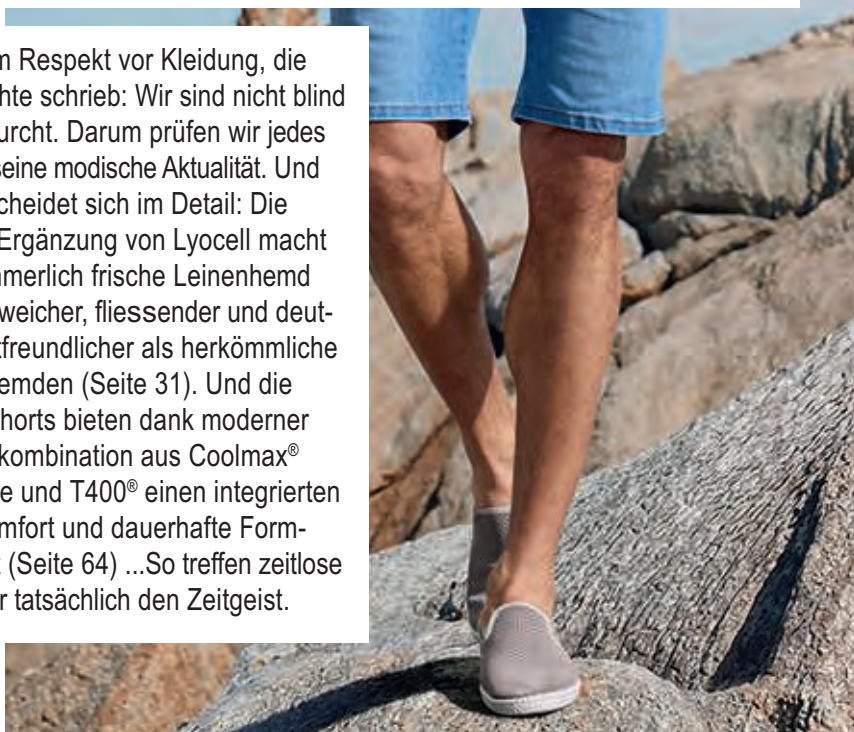 Respekt vor Kleidung, die
hte schrieb: Wir sind nicht blind
urcht. Darum prüfen wir jedes
seine modische Aktualität. Und
cheidet sich im Detail: Die
Ergänzung von Lyocell macht
merlich frische Leinenhemd
weicher, fliessender und deut-
freundlicher als herkömmliche
emden (Seite 31). Und die
horts bieten dank moderner
kombination aus Coolmax®
e und T400® einen integrierten
mfort und dauerhafte Form-
(Seite 64) ...So treffen zeitlose
r tatsächlich den Zeitgeist.